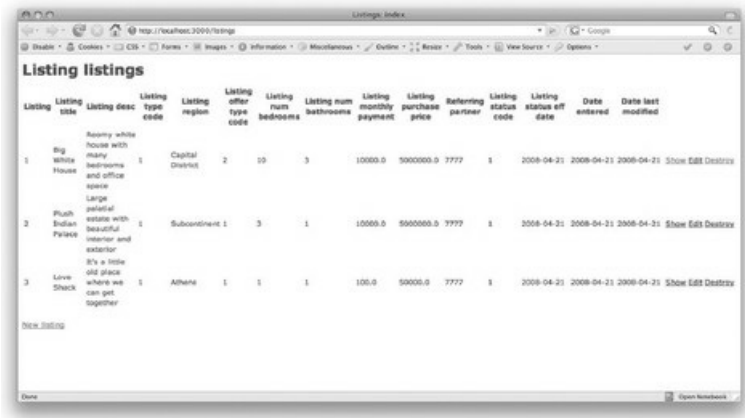 Listings: index
http://localhost:3000/listings
Google
Disable Cookies CSS Forms Images Information Miscellaneous Outline Resize Tools View Source Options
Listing listings
Listing Listing title Listing desc Listing type code Listing region Listing offer type code Listing num bedrooms Listing num bathrooms Listing monthly payment Listing purchase price Referring partner Listing status code Listing status eff date Date entered Date last modified
1 Big White House Roomy white house with many bedrooms and office space 1 Capital District 2 10 3 10000.0 5000000.0 7777 1 2008-04-21 2008-04-21 2008-04-21 Show Edit Destroy
2 Plush Indian Palace Large palatial estate with beautiful interior and exterior 1 Subcontinent 1 3 1 10000.0 5000000.0 7777 1 2008-04-21 2008-04-21 2008-04-21 Show Edit Destroy
3 Love Shack It's a little old place where we can get together 1 Athens 1 1 1 100.0 50000.0 7777 1 2008-04-21 2008-04-21 2008-04-21 Show Edit Destroy
New listing
Done
Open Notebook